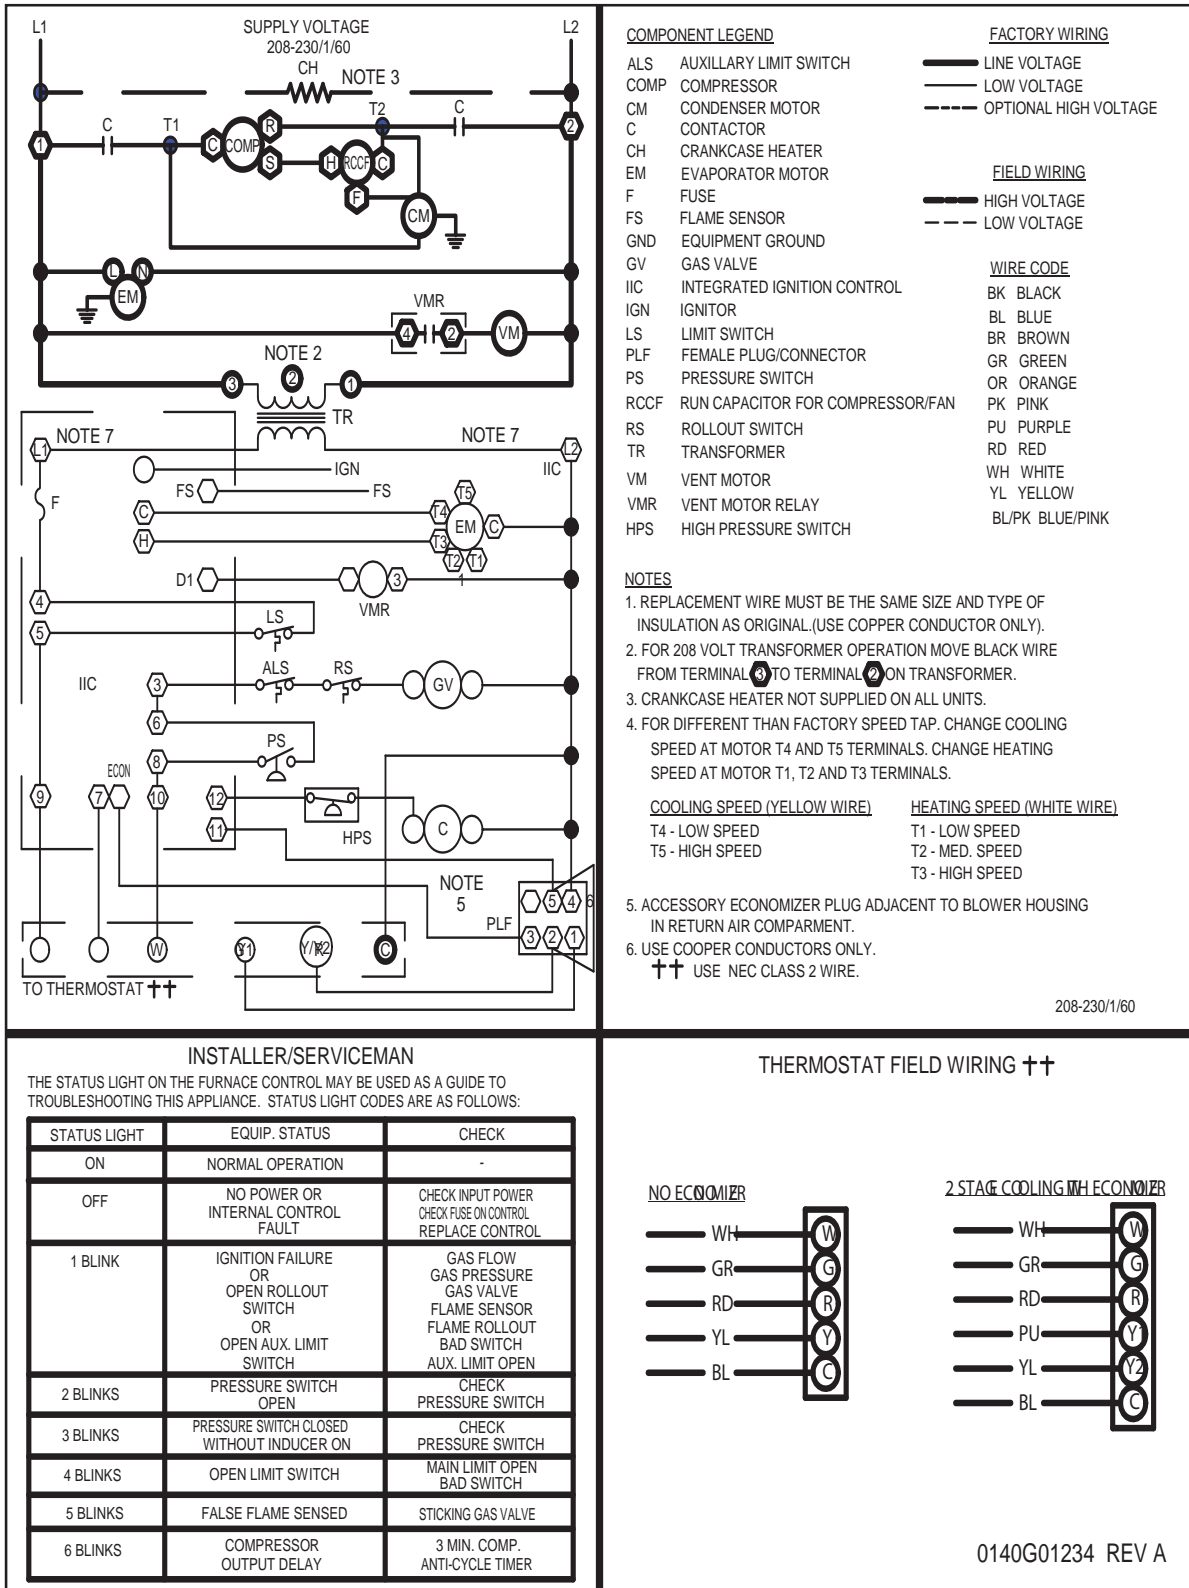 L1
SUPPLY VOLTAGE
L2
208-230/1/60
CH
NOTE 3
C
T1
T2
C
1
C
COMP
R
S
H
RCCF
C
F
CM
2
L
N
EM
VMR
4
2
VM
NOTE 2
3
2
1
TR
NOTE 7
NOTE 7
L1
L2
IGN
IIC
FS
FS
F
T5
C
T4
EM
C
H
T3
T2
T1
1
D1
3
VMR
4
LS
5
ALS
RS
IIC
3
GV
6
PS
8
ECON
9
7
10
12
HPS
C
11
NOTE
5
PLF
5
4
6
3
2
1
W
Y1
Y/Y2
C
TO THERMOSTAT ††
COMPONENT LEGEND
ALS AUXILLARY LIMIT SWITCH
COMP COMPRESSOR
CM CONDENSER MOTOR
C CONTACTOR
CH CRANKCASE HEATER
EM EVAPORATOR MOTOR
F FUSE
FS FLAME SENSOR
GND EQUIPMENT GROUND
GV GAS VALVE
IIC INTEGRATED IGNITION CONTROL
IGN IGNITOR
LS LIMIT SWITCH
PLF FEMALE PLUG/CONNECTOR
PS PRESSURE SWITCH
RCCF RUN CAPACITOR FOR COMPRESSOR/FAN
RS ROLLOUT SWITCH
TR TRANSFORMER
VM VENT MOTOR
VMR VENT MOTOR RELAY
HPS HIGH PRESSURE SWITCH
FACTORY WIRING
LINE VOLTAGE
LOW VOLTAGE
OPTIONAL HIGH VOLTAGE
FIELD WIRING
HIGH VOLTAGE
LOW VOLTAGE
WIRE CODE
BK BLACK
BL BLUE
BR BROWN
GR GREEN
OR ORANGE
PK PINK
PU PURPLE
RD RED
WH WHITE
YL YELLOW
BL/PK BLUE/PINK
NOTES
1. REPLACEMENT WIRE MUST BE THE SAME SIZE AND TYPE OF
INSULATION AS ORIGINAL.(USE COPPER CONDUCTOR ONLY).
2. FOR 208 VOLT TRANSFORMER OPERATION MOVE BLACK WIRE
FROM TERMINAL 3 TO TERMINAL 2 ON TRANSFORMER.
3. CRANKCASE HEATER NOT SUPPLIED ON ALL UNITS.
4. FOR DIFFERENT THAN FACTORY SPEED TAP. CHANGE COOLING
SPEED AT MOTOR T4 AND T5 TERMINALS. CHANGE HEATING
SPEED AT MOTOR T1, T2 AND T3 TERMINALS.
COOLING SPEED (YELLOW WIRE) HEATING SPEED (WHITE WIRE)
T4 - LOW SPEED T1 - LOW SPEED
T5 - HIGH SPEED T2 - MED. SPEED
T3 - HIGH SPEED
5. ACCESSORY ECONOMIZER PLUG ADJACENT TO BLOWER HOUSING
IN RETURN AIR COMPARMENT.
6. USE COOPER CONDUCTORS ONLY.
†† USE NEC CLASS 2 WIRE.
208-230/1/60
INSTALLER/SERVICEMAN
THE STATUS LIGHT ON THE FURNACE CONTROL MAY BE USED AS A GUIDE TO
TROUBLESHOOTING THIS APPLIANCE. STATUS LIGHT CODES ARE AS FOLLOWS:
STATUS LIGHT EQUIP. STATUS CHECK
ON NORMAL OPERATION -
OFF
NO POWER OR
INTERNAL CONTROL
FAULT
CHECK INPUT POWER
CHECK FUSE ON CONTROL
REPLACE CONTROL
1 BLINK
IGNITION FAILURE
OR
OPEN ROLLOUT
SWITCH
OR
OPEN AUX. LIMIT
SWITCH
GAS FLOW
GAS PRESSURE
GAS VALVE
FLAME SENSOR
FLAME ROLLOUT
BAD SWITCH
AUX. LIMIT OPEN
2 BLINKS
PRESSURE SWITCH
OPEN
CHECK
PRESSURE SWITCH
3 BLINKS
PRESSURE SWITCH CLOSED
WITHOUT INDUCER ON
CHECK
PRESSURE SWITCH
4 BLINKS
OPEN LIMIT SWITCH
MAIN LIMIT OPEN
BAD SWITCH
5 BLINKS
FALSE FLAME SENSED
STICKING GAS VALVE
6 BLINKS
COMPRESSOR
OUTPUT DELAY
3 MIN. COMP.
ANTI-CYCLE TIMER
THERMOSTAT FIELD WIRING ††
NO ECONOMIZER
WH W
GR G
RD R
YL Y
BL C
2 STAGE COOLING WITH ECONOMIZER
WH W
GR G
RD R
PU Y1
YL Y2
BL C
0140G01234 REV A